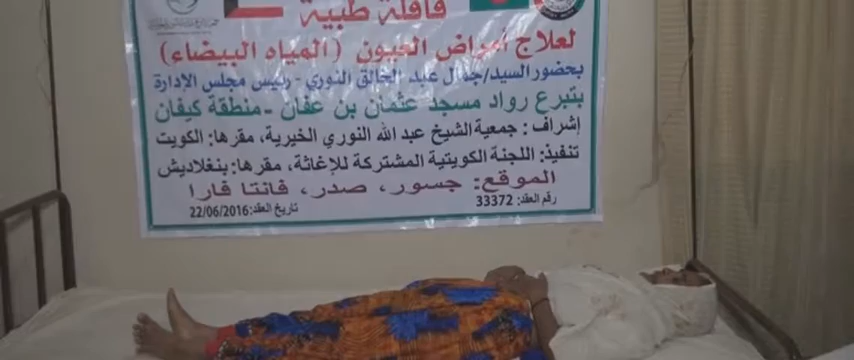 قافلة طبية
لعلاج أمراض العيون (المياه البيضاء)
بحضور السيد/جمال عبد الخالق النوري - رئيس مجلس الإدارة
بتبرع رواد مسجد عثمان بن عفان - منطقة كيفان
إشراف: جمعية الشيخ عبد الله النوري الخيرية، مقرها: الكويت
تنفيذ: اللجنة الكويتية المشتركة للإغاثة، مقرها: بنغلاديش
الموقع: جسور، صدر، فانتا فارا
رقم العقد: 33372 تاريخ العقد: 22/06/2016